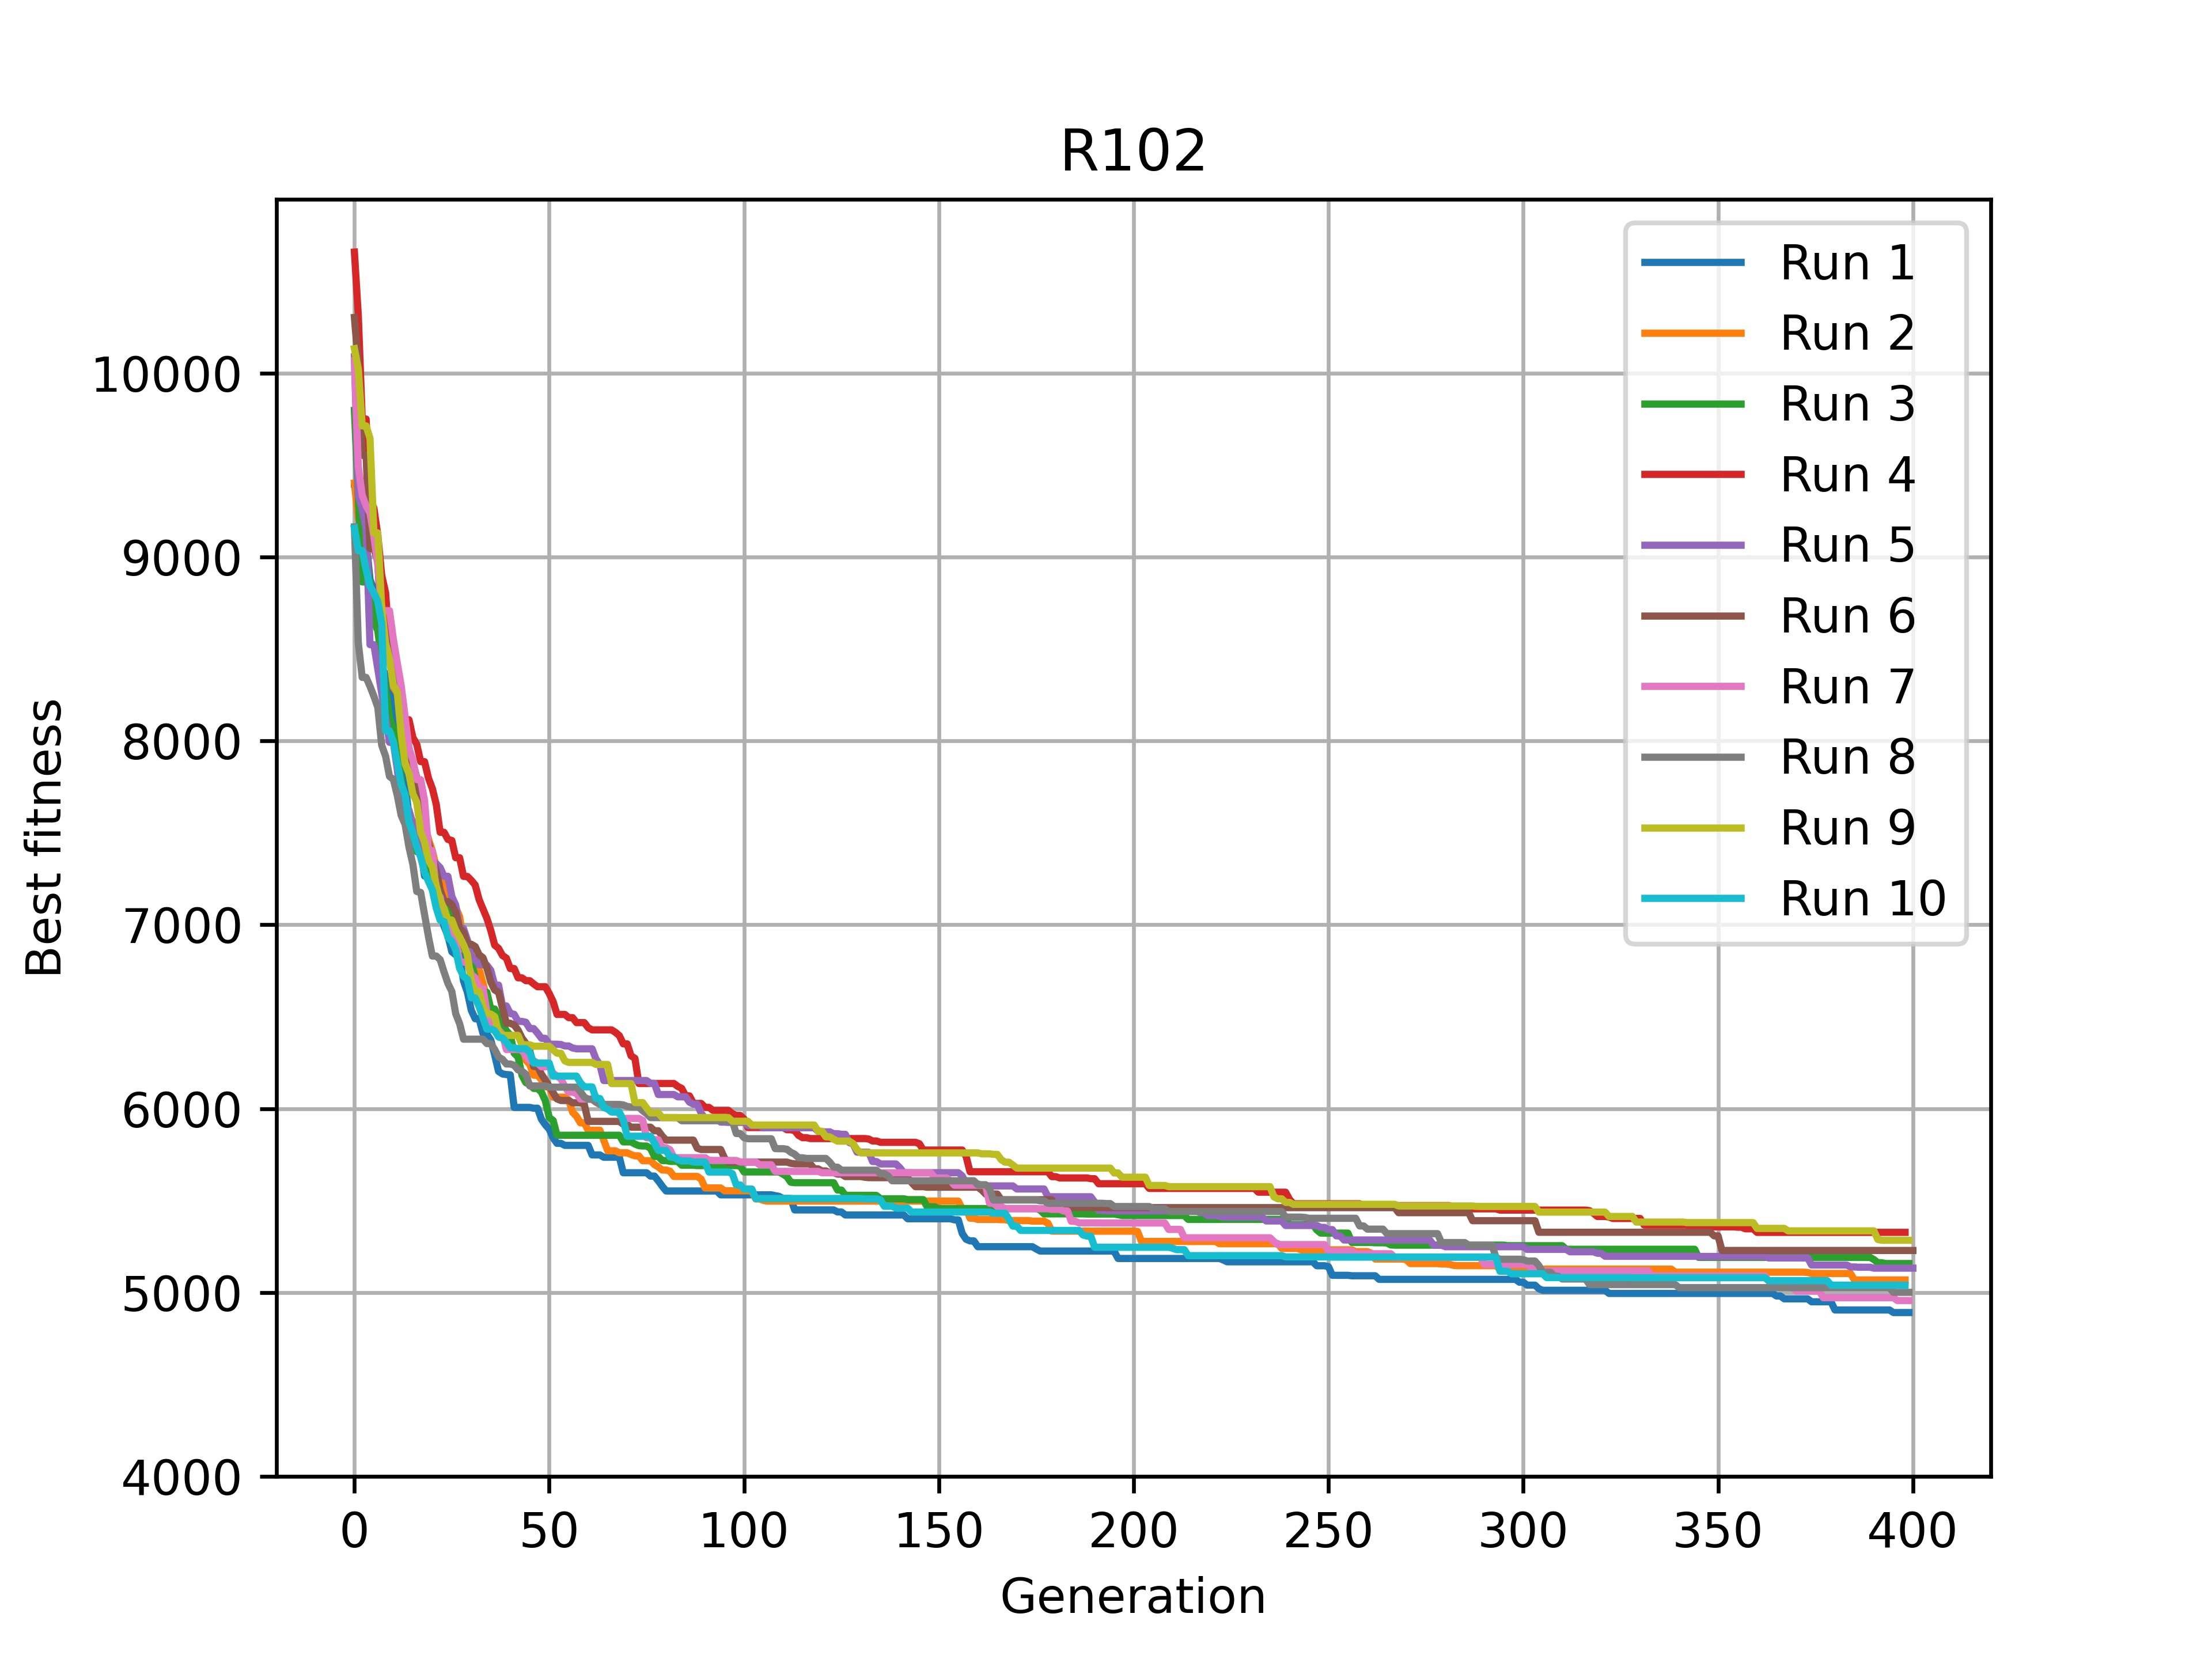 R102
Best fitness
10000
9000
8000
7000
6000
5000
4000
0 50 100 150 200 250 300 350 400
Generation
Run 1
Run 2
Run 3
Run 4
Run 5
Run 6
Run 7
Run 8
Run 9
Run 10